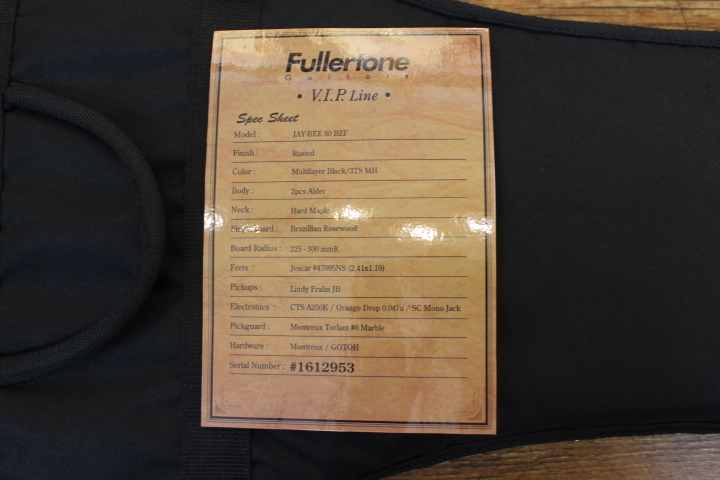 Fullertone
Guitars
• V.I.P. Line •
Spec Sheet
Model : JAY-BEE 60 BZF
Finish : Rusted
Color : Multilayer Black/3TS MH
Body : 2pcs Alder
Neck : Hard Maple
Fingerboard : Brazillian Rosewood
Board Radius : 225 - 300 mmR
Frets : Jescar #47095NS (2.41x1.19)
Pickups : Lindy Fralin JB
Electronics : CTS A250K / Orange Drop 0.047u / SC Mono Jack
Pickguard : Montreux Torlam #6 Marble
Hardware : Montreux / GOTOH
Serial Number : #1612953